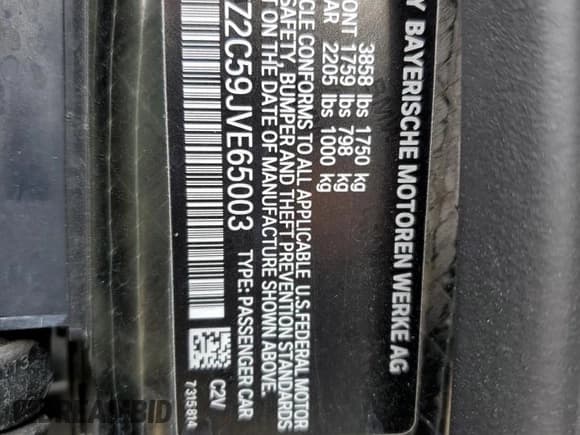 Y BAYERISCHE MOTOREN WERKE AG
3858 lbs 1750 kg
ONT 1759 lbs 798 kg
AR 2205 lbs 1000 kg
CLE CONFORMS TO ALL APPLICABLE U.S.FEDERAL MOTOR
SAFETY, BUMPER AND THEFT PREVENTION STANDARDS
T ON THE DATE OF MANUFACTURE SHOWN ABOVE.
Z2C59JVE65003 TYPE: PASSENGER CAR
C2V
7 315 814